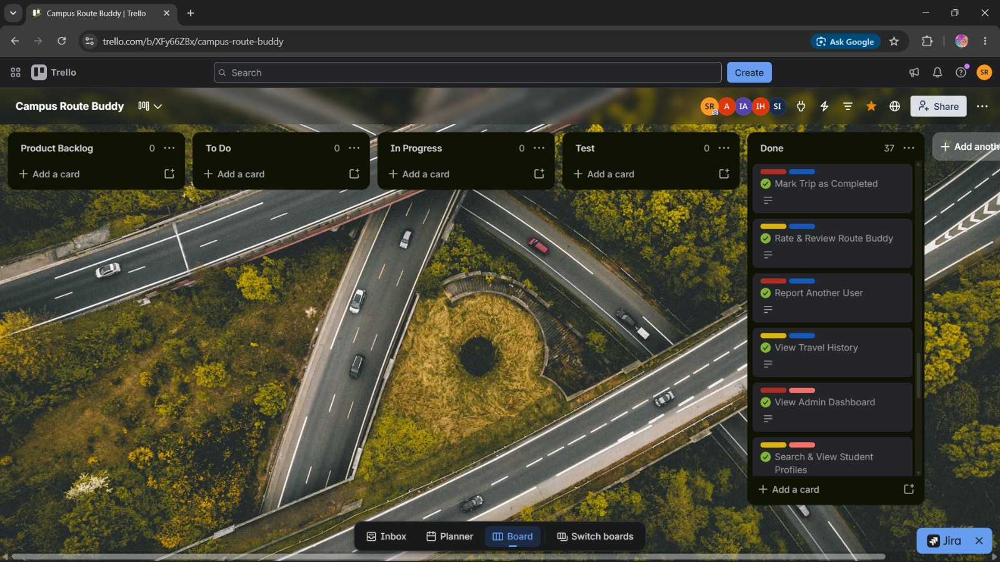 Campus Route Buddy | Trello
trello.com/b/XFy66ZBx/campus-route-buddy
Ask Google
Trello
Search
Create
SR
Campus Route Buddy
SR
A
IA
IH
SI
Share
Product Backlog
0
Add a card
To Do
0
Add a card
In Progress
0
Add a card
Test
0
Add a card
Done
37
Mark Trip as Completed
Rate & Review Route Buddy
Report Another User
View Travel History
View Admin Dashboard
Search & View Student
Profiles
Add a card
Add anoth
Inbox
Planner
Board
Switch boards
Jira